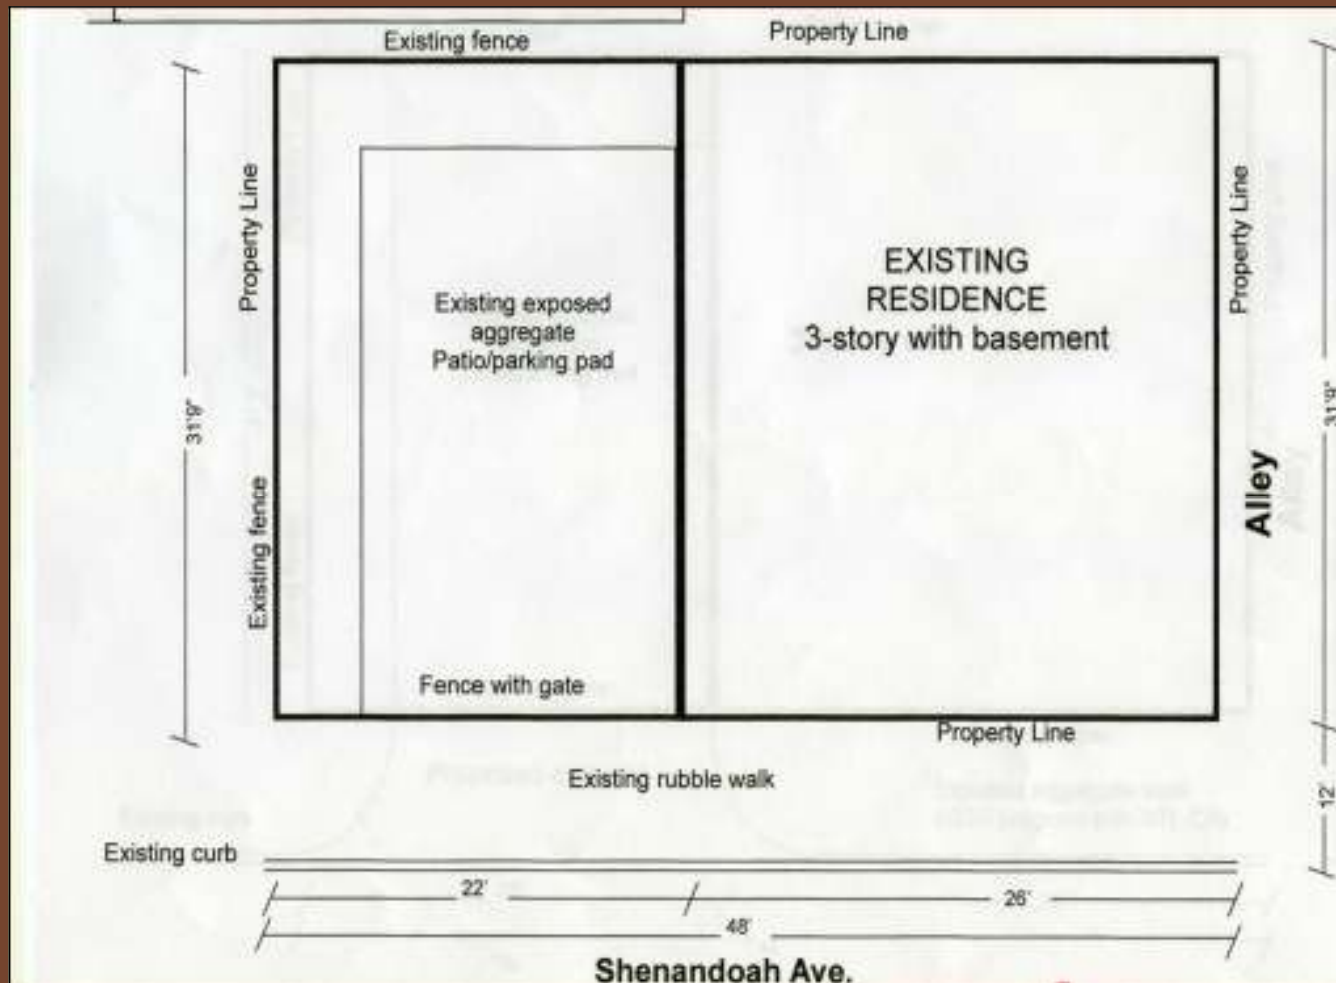 Existing fence
Property Line
Property Line
Property Line
EXISTING
RESIDENCE
3-story with basement
Existing exposed
aggregate
Patio/parking pad
31'9"
31'9"
Alley
Existing fence
Fence with gate
Property Line
Existing rubble walk
12'
Existing curb
22'
26'
48'
Shenandoah Ave.